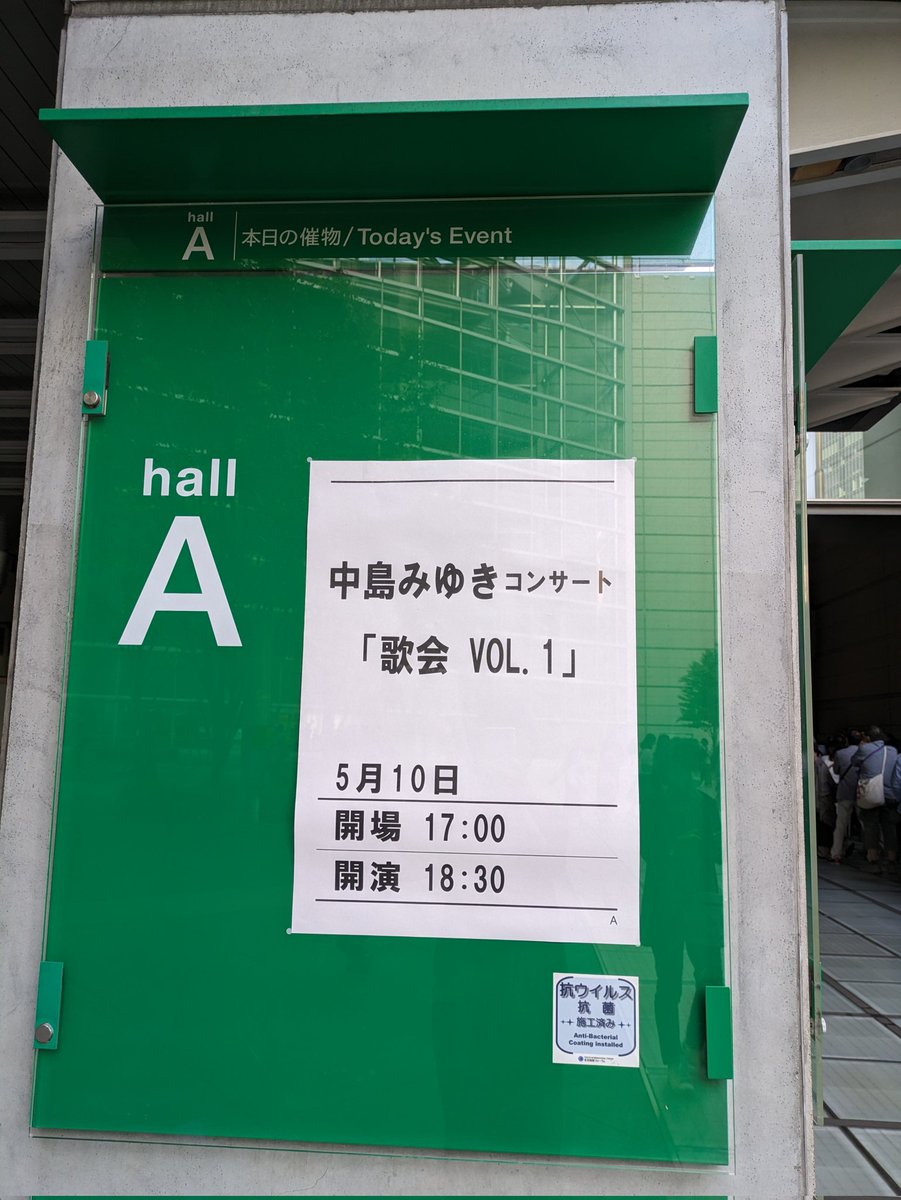 hall
A
本日の催物/Today's Event
hall
A
中島みゆきコンサート
「歌会 VOL.1」
5月10日
開場 17:00
開演 18:30
A
抗ウイルス
抗菌
施工済み
Anti-Bacterial
Coating installed